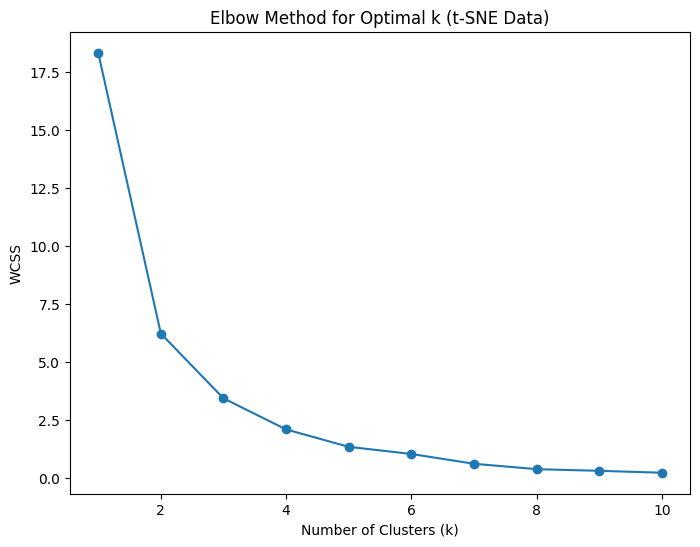 Elbow Method for Optimal k (t-SNE Data)
17.5
15.0
12.5
10.0
7.5
5.0
2.5
0.0
WCSS
2 4 6 8 10
Number of Clusters (k)